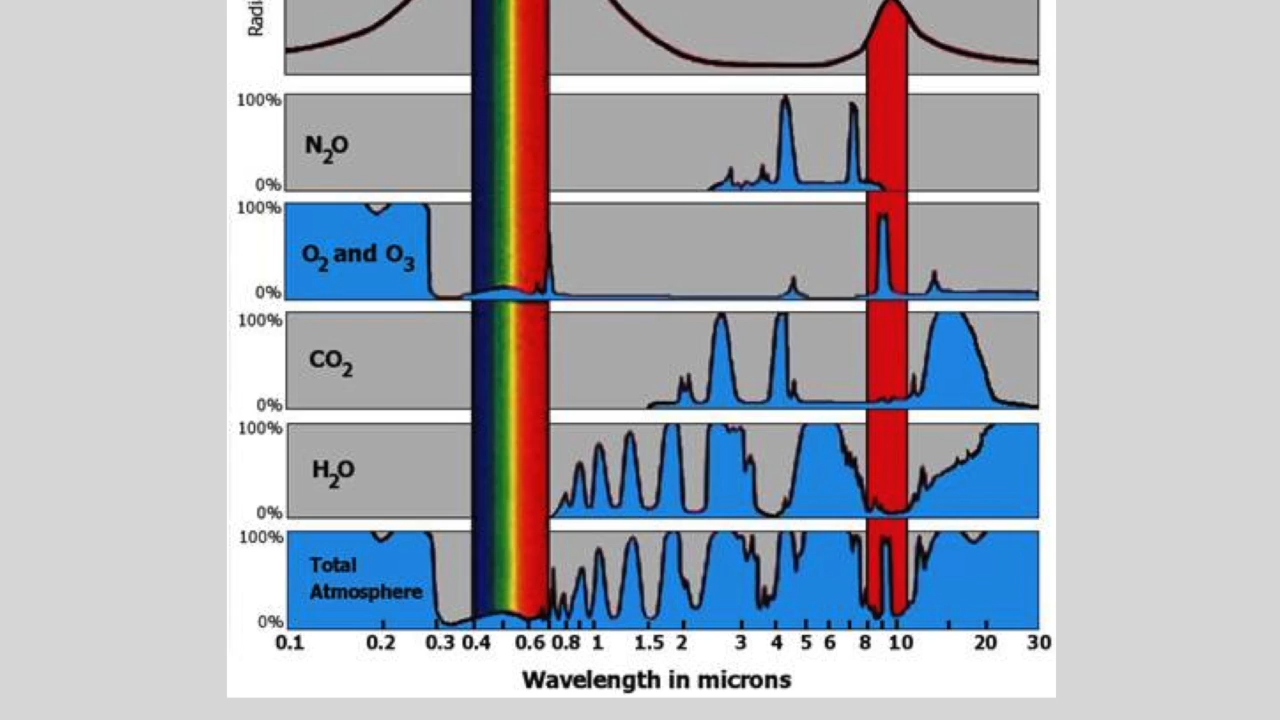 Radi
100%
N₂O
0%
100%
O₂ and O₃
0%
100%
CO₂
0%
100%
H₂O
0%
100%
Total
Atmosphere
0%
0.1 0.2 0.3 0.4 0.6 0.8 1 1.5 2 3 4 5 6 8 10 20 30
Wavelength in microns